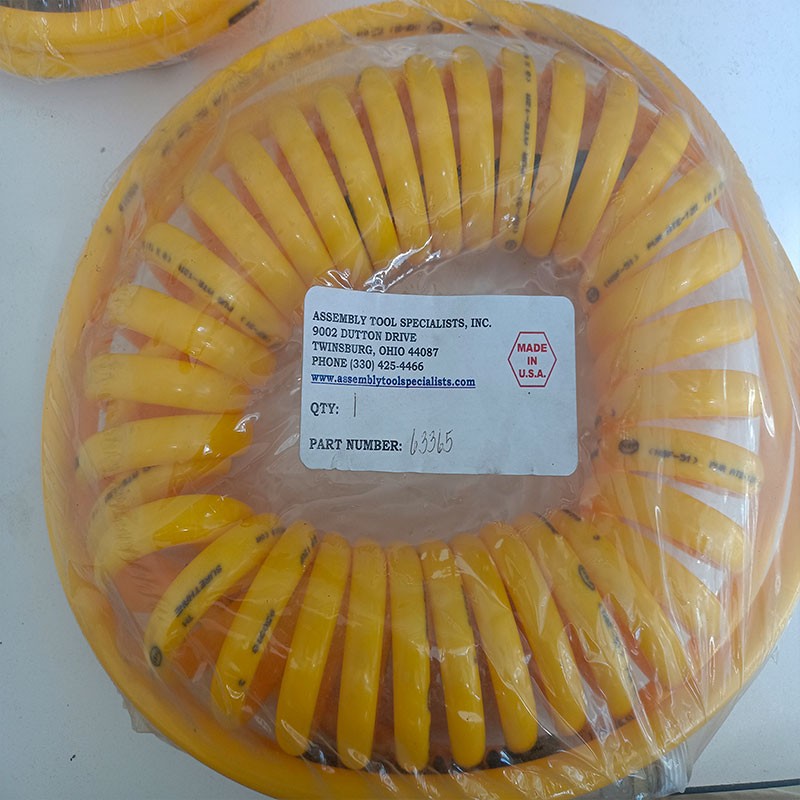 ASSEMBLY TOOL SPECIALISTS, INC.
9002 DUTTON DRIVE
TWINSBURG, OHIO 44087
PHONE (330) 425-4466
www.assemblytoolspecialists.com
MADE
IN
U.S.A.
QTY: 1
PART NUMBER: 63365